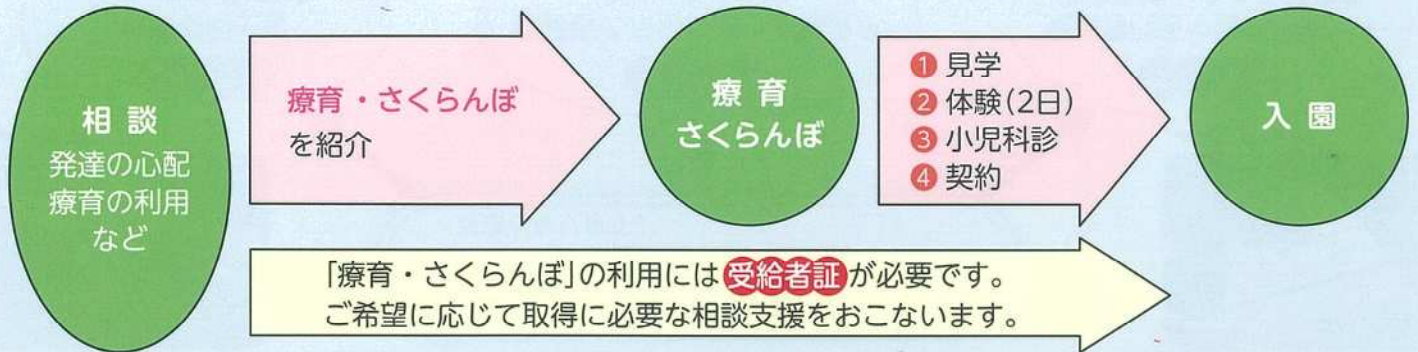 相談
発達の心配
療育の利用
など
療育・さくらんぼ
を紹介
療育
さくらんぼ
❶ 見学
❷ 体験(2日)
❸ 小児科診
❹ 契約
入園
「療育・さくらんぼ」の利用には受給者証が必要です。
ご希望に応じて取得に必要な相談支援をおこないます。